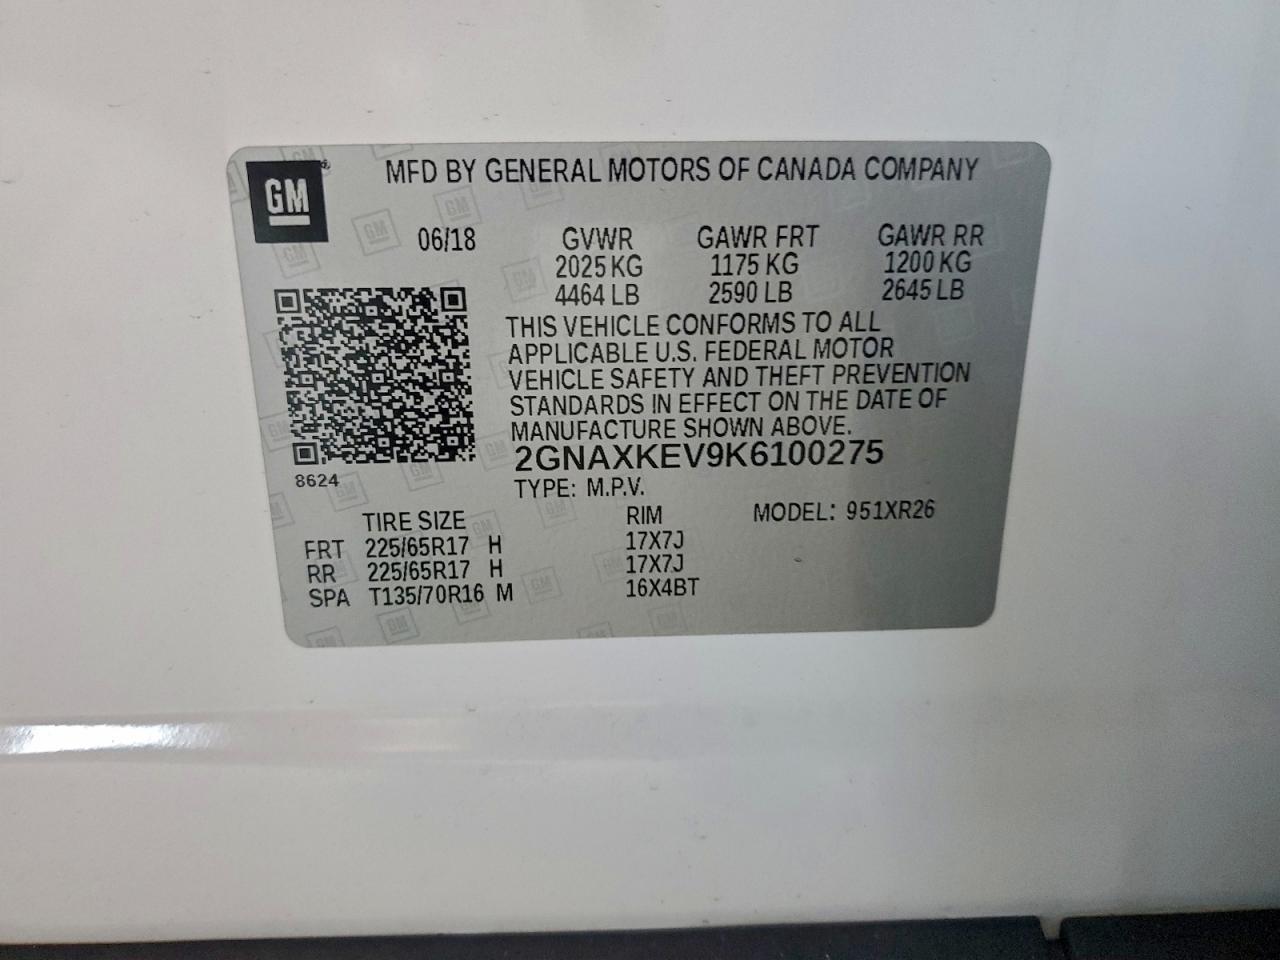 GM
MFD BY GENERAL MOTORS OF CANADA COMPANY
06/18 GVWR GAWR FRT GAWR RR
2025 KG 1175 KG 1200 KG
4464 LB 2590 LB 2645 LB
THIS VEHICLE CONFORMS TO ALL
APPLICABLE U.S. FEDERAL MOTOR
VEHICLE SAFETY AND THEFT PREVENTION
STANDARDS IN EFFECT ON THE DATE OF
MANUFACTURE SHOWN ABOVE.
2GNAXKEV9K6100275
8624
TYPE: M.P.V.
TIRE SIZE RIM MODEL: 951XR26
FRT 225/65R17 H 17X7J
RR 225/65R17 H 17X7J
SPA T135/70R16 M 16X4BT